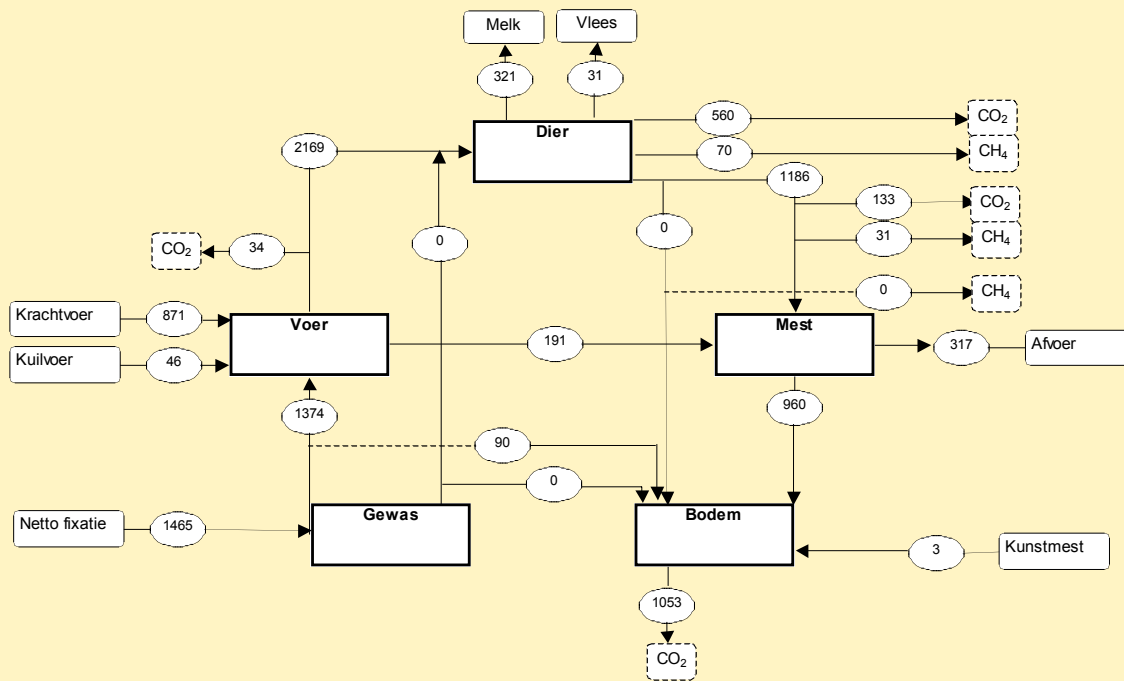 Melk
Vlees
321
31
560
CO₂
Dier
2169
70
CH₄
1186
133
CO₂
0
0
CO₂
34
31
CH₄
0
CH₄
Krachtvoer
871
Voer
Mest
191
317
Afvoer
Kuilvoer
46
1374
960
90
0
Gewas
Bodem
Netto fixatie
1465
3
Kunstmest
1053
CO₂